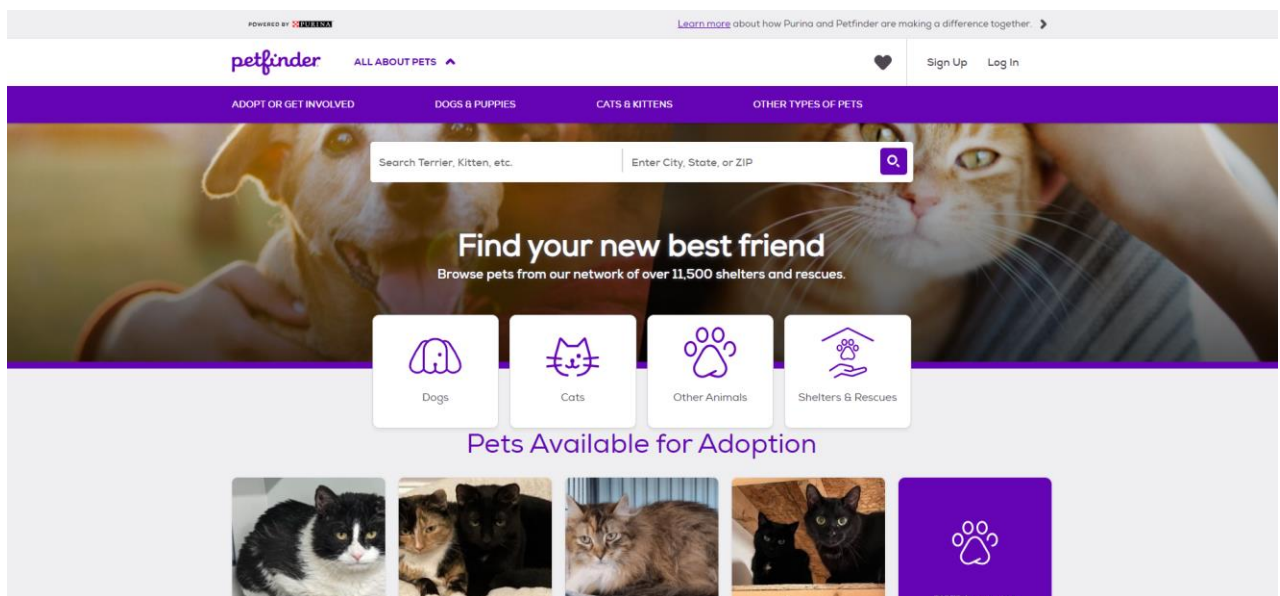 POWERED BY PURINA
Learn more about how Purina and Petfinder are making a difference together.
petfinder
ALL ABOUT PETS
Sign Up
Log In
ADOPT OR GET INVOLVED
DOGS & PUPPIES
CATS & KITTENS
OTHER TYPES OF PETS
Search Terrier, Kitten, etc.
Enter City, State, or ZIP
Find your new best friend
Browse pets from our network of over 11,500 shelters and rescues.
Dogs
Cats
Other Animals
Shelters & Rescues
Pets Available for Adoption